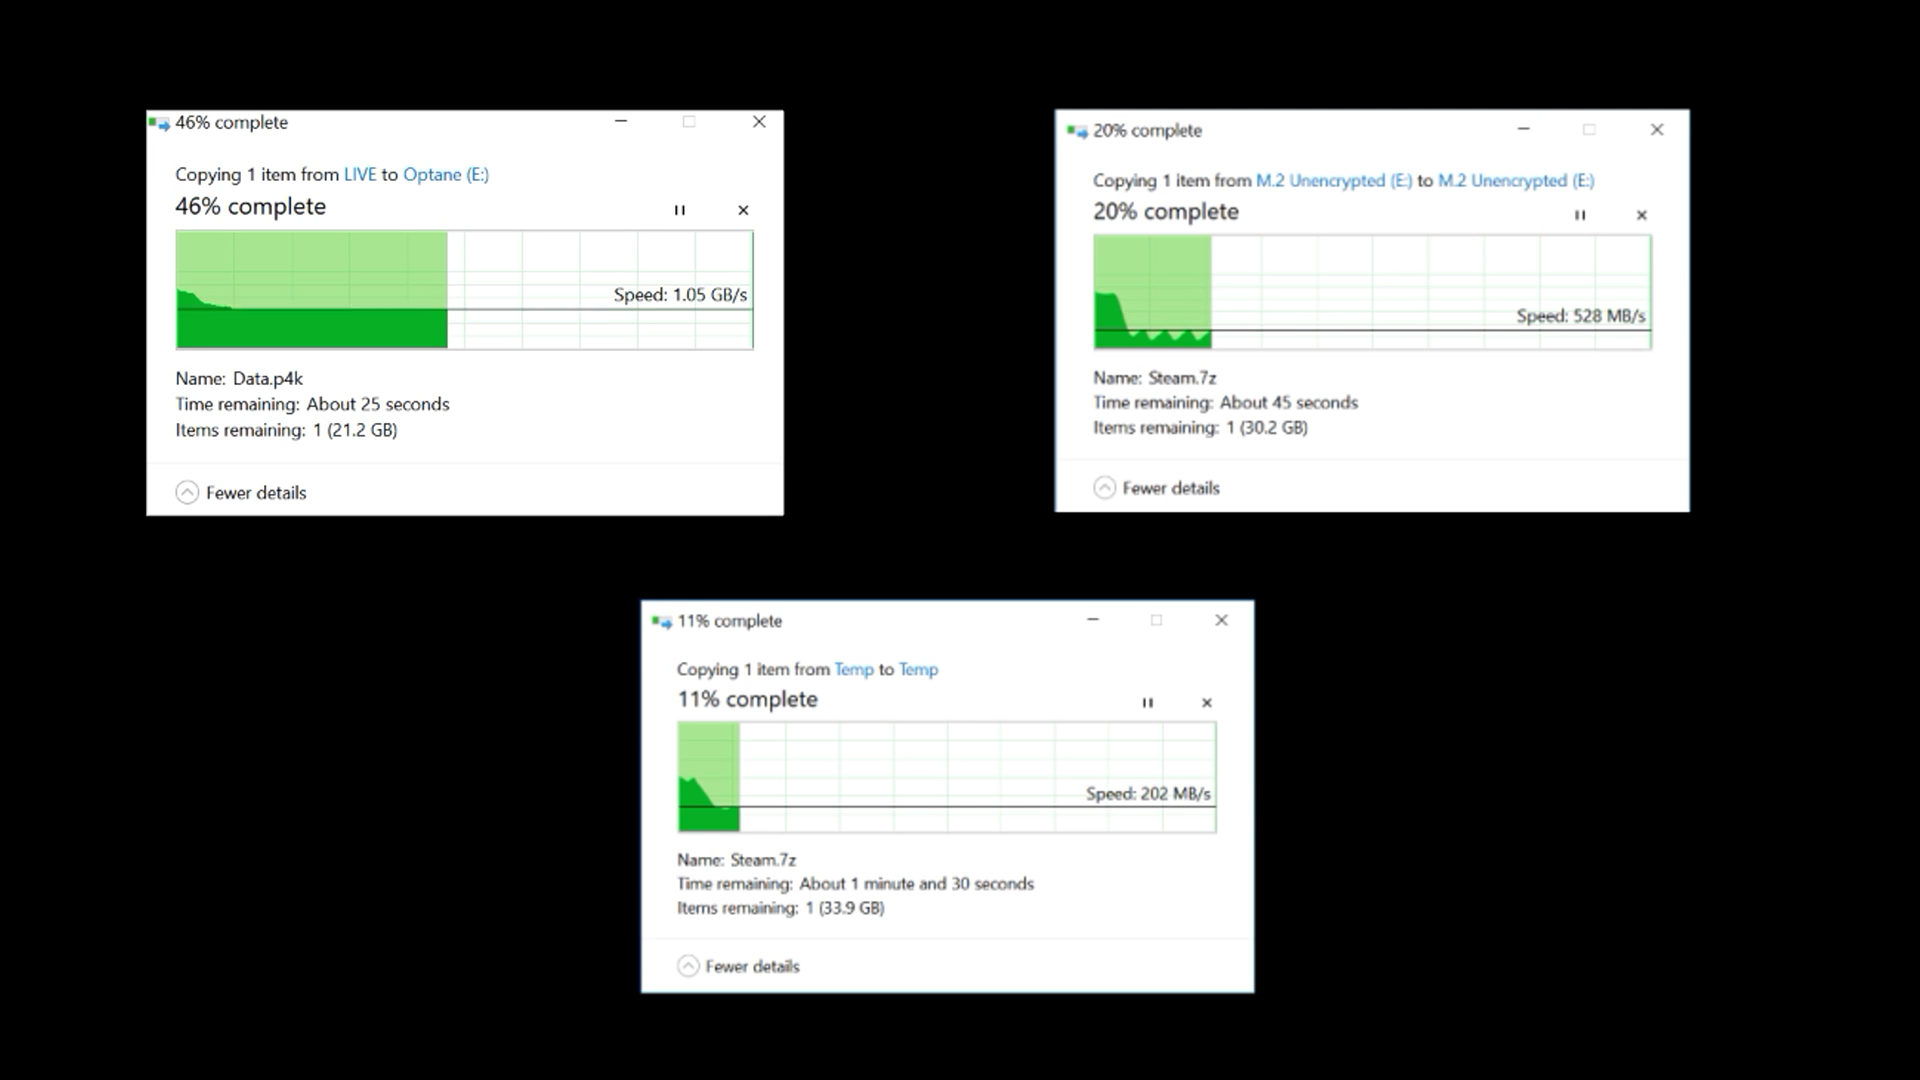 46% complete
Copying 1 item from LIVE to Optane (E:)
46% complete
Speed: 1.05 GB/s
Name: Data.p4k
Time remaining: About 25 seconds
Items remaining: 1 (21.2 GB)
Fewer details
20% complete
Copying 1 item from M.2 Unencrypted (E:) to M.2 Unencrypted (E:)
20% complete
Speed: 528 MB/s
Name: Steam.7z
Time remaining: About 45 seconds
Items remaining: 1 (30.2 GB)
Fewer details
11% complete
Copying 1 item from Temp to Temp
11% complete
Speed: 202 MB/s
Name: Steam.7z
Time remaining: About 1 minute and 30 seconds
Items remaining: 1 (33.9 GB)
Fewer details